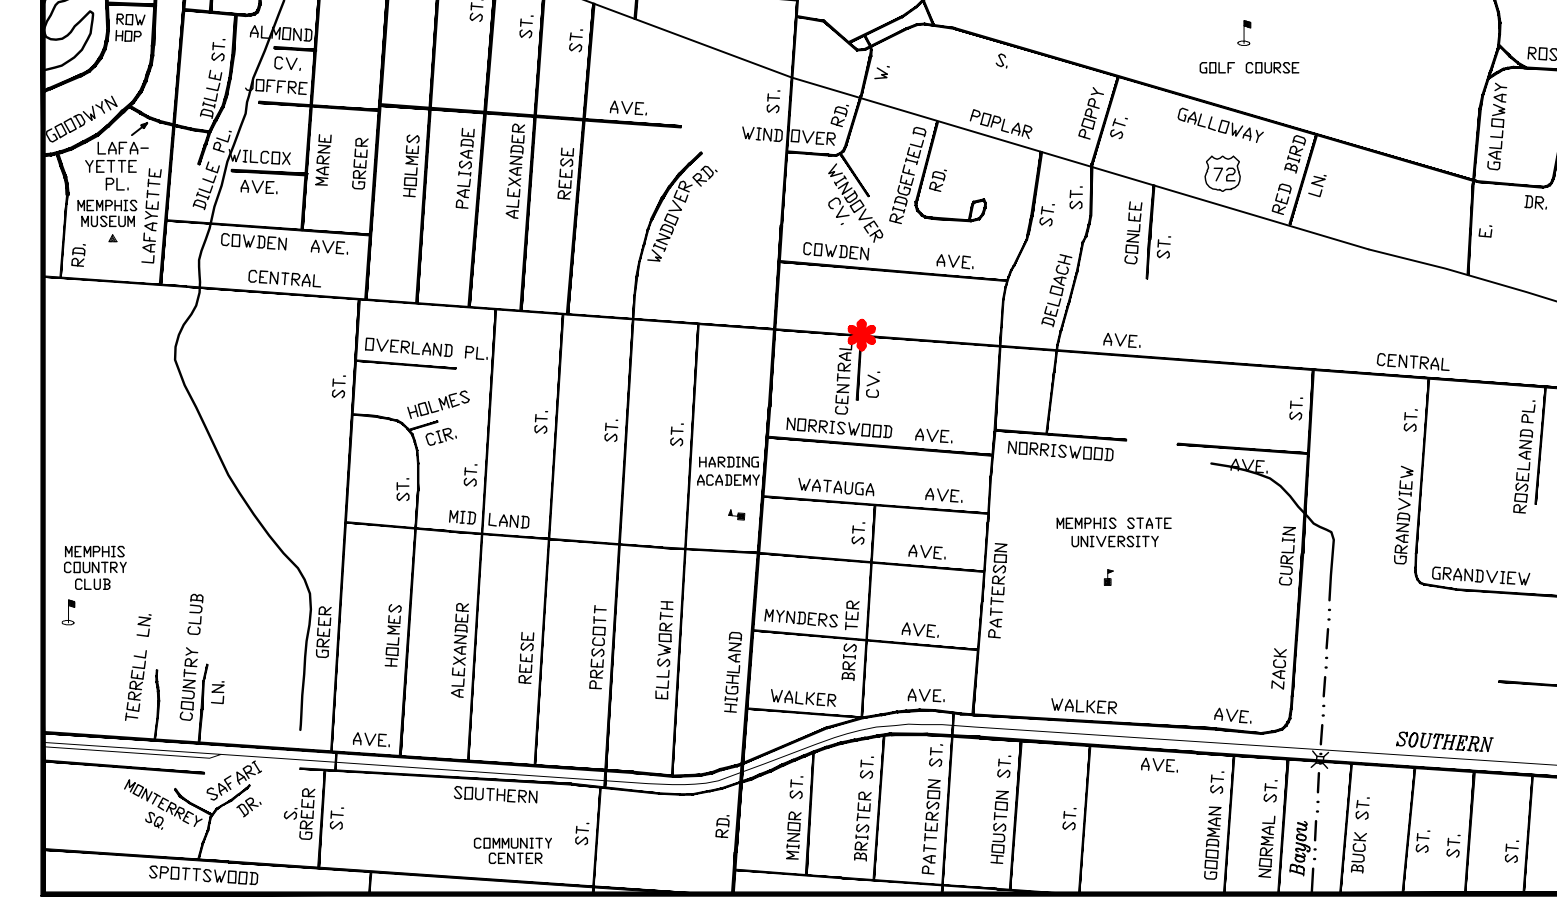 ROW
HOP
ALMOND
CV.
JOFFRE
DILLE ST.
GOODWYN
LAFA-
YETTE
PL.
MEMPHIS
MUSEUM
RD.
LAFAYETTE
DILLE PL.
WILCOX
AVE.
MARNE
GREER
HOLMES
PALISADE
ALEXANDER
REESE
ST.
ST.
ST.
AVE.
WINDOVER RD.
ST.
WINDOVER
RD.
W.
S.
WINDOVER
CV.
RIDGEFIELD
RD.
POPLAR
POPPY
ST.
GALLOWAY
72
GOLF COURSE
RED BIRD
LN.
GALLOWAY
ROS
DR.
E.
COWDEN AVE.
CENTRAL
COWDEN AVE.
ST.
ST.
DELOACH
CONLEE
ST.
AVE.
CENTRAL
OVERLAND PL.
ST.
HOLMES
CIR.
ST.
ST.
ST.
ST.
ST.
MIDLAND
CENTRAL
CV.
NORRISWOOD AVE.
NORRISWOOD
AVE.
ST.
ST.
ROSELAND PL.
HARDING
ACADEMY
WATAUGA AVE.
ST.
AVE.
MEMPHIS STATE
UNIVERSITY
PATTERSON
CURLIN
ZACK
GRANDVIEW
GRANDVIEW
MEMPHIS
COUNTRY
CLUB
TERRELL LN.
COUNTRY CLUB
LN.
GREER
HOLMES
ALEXANDER
REESE
PRESCOTT
ELLSWORTH
HIGHLAND
MYNDERS
BRISTER
AVE.
WALKER AVE.
WALKER AVE.
AVE.
SOUTHERN
AVE.
SAFARI
DR.
MONTERREY
SQ.
S.
GREER
ST.
SOUTHERN
COMMUNITY
CENTER
ST.
RD.
MINOR ST.
BRISTER ST.
PATTERSON ST.
HOUSTON ST.
ST.
GOODMAN ST.
NORMAL ST.
Bayou
BUCK ST.
ST.
ST.
ST.
SPOTTSWOOD